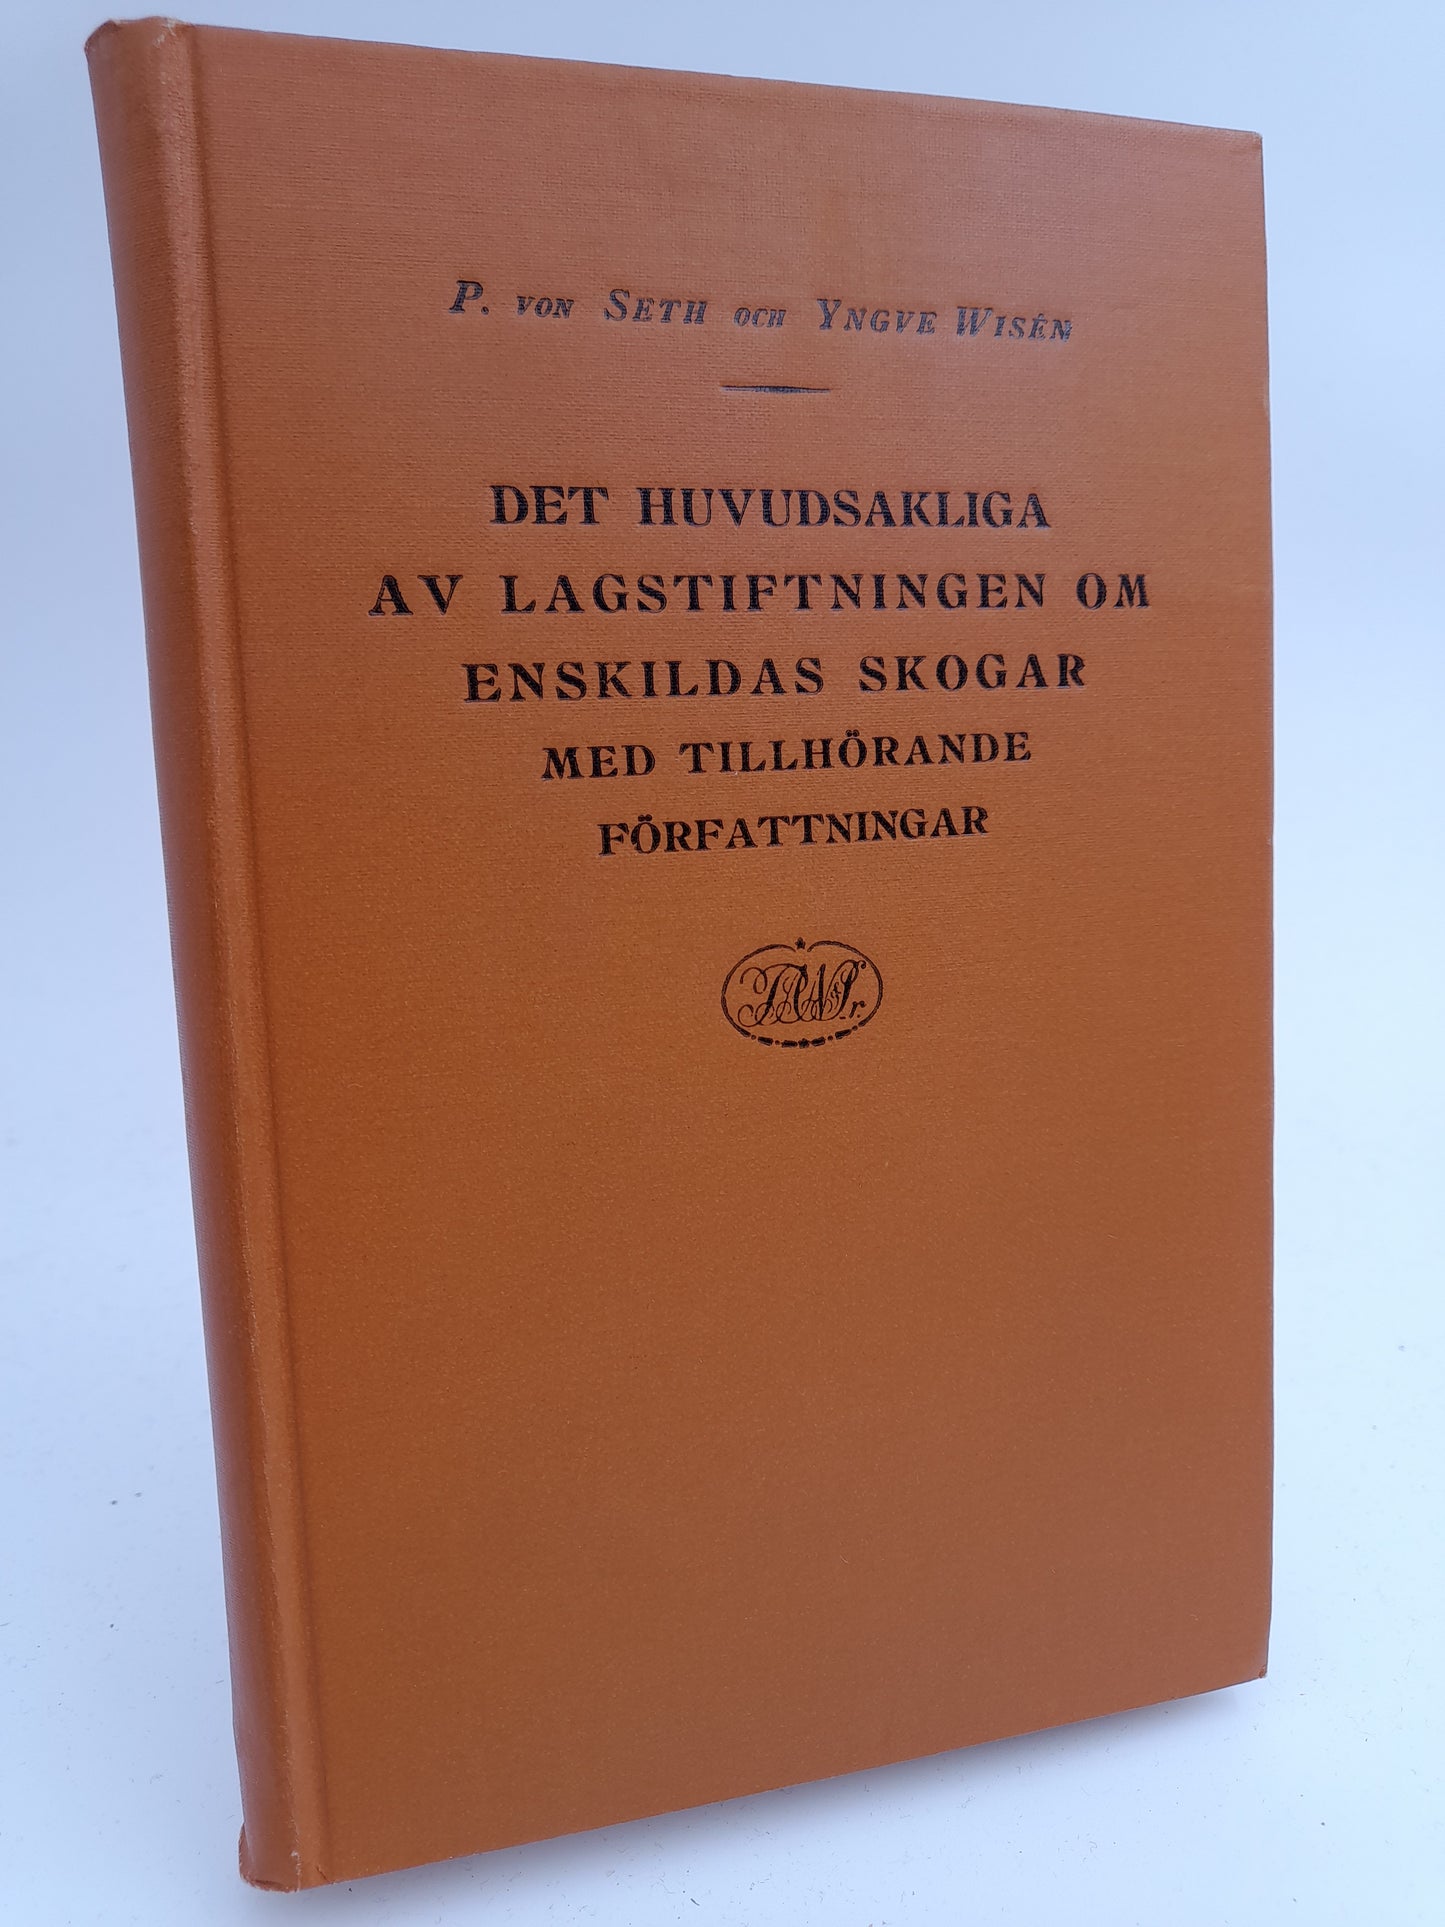 P. VON SETH OCH YNGVE WISÉN
DET HUVUDSAKLIGA
AV LAGSTIFTNINGEN OM
ENSKILDAS SKOGAR
MED TILLHÖRANDE
FÖRFATTNINGAR